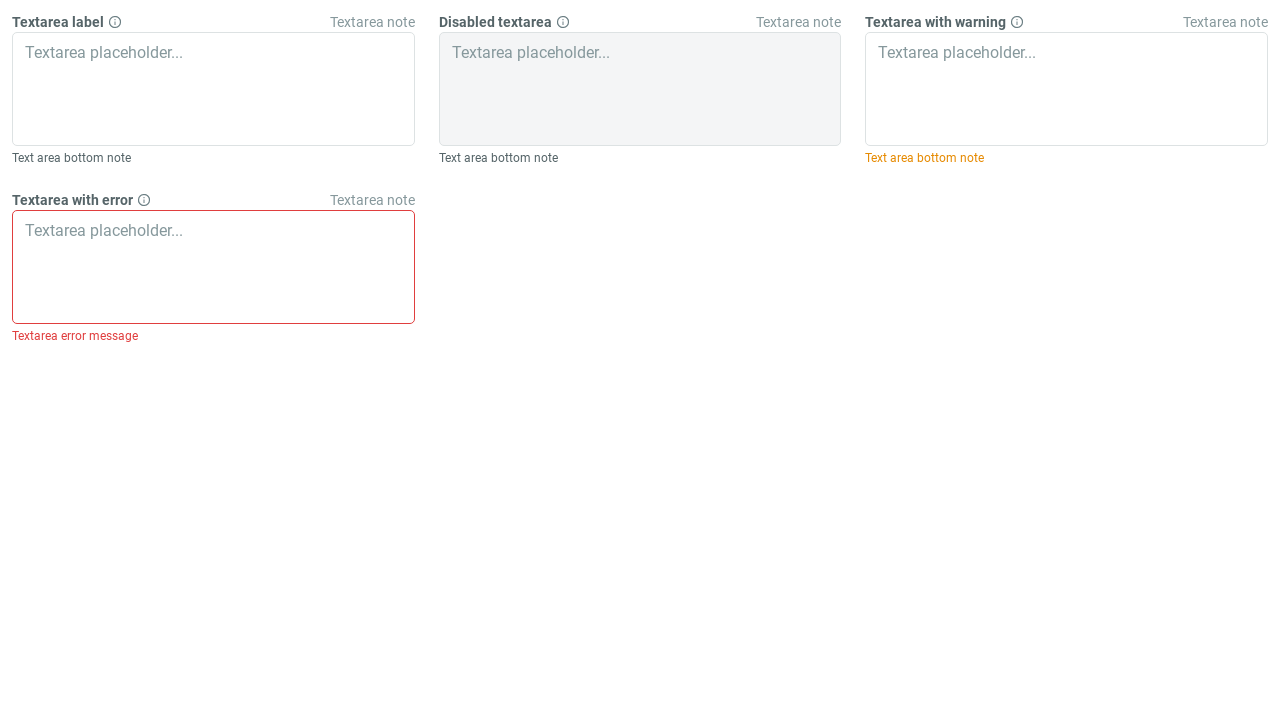 Textarea label Textarea note
Textarea placeholder...
Text area bottom note
Disabled textarea Textarea note
Textarea placeholder...
Text area bottom note
Textarea with warning Textarea note
Textarea placeholder...
Text area bottom note
Textarea with error Textarea note
Textarea placeholder...
Textarea error message